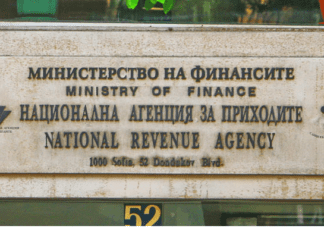 МИНИСТЕРСТВО НА ФИНАНСИТЕ
MINISTRY OF FINANCE
НАЦИОНАЛНА АГЕНЦИЯ ЗА ПРИХОДИТЕ
NATIONAL REVENUE AGENCY
1000 Sofia, 52 Dondukov Blvd.
52